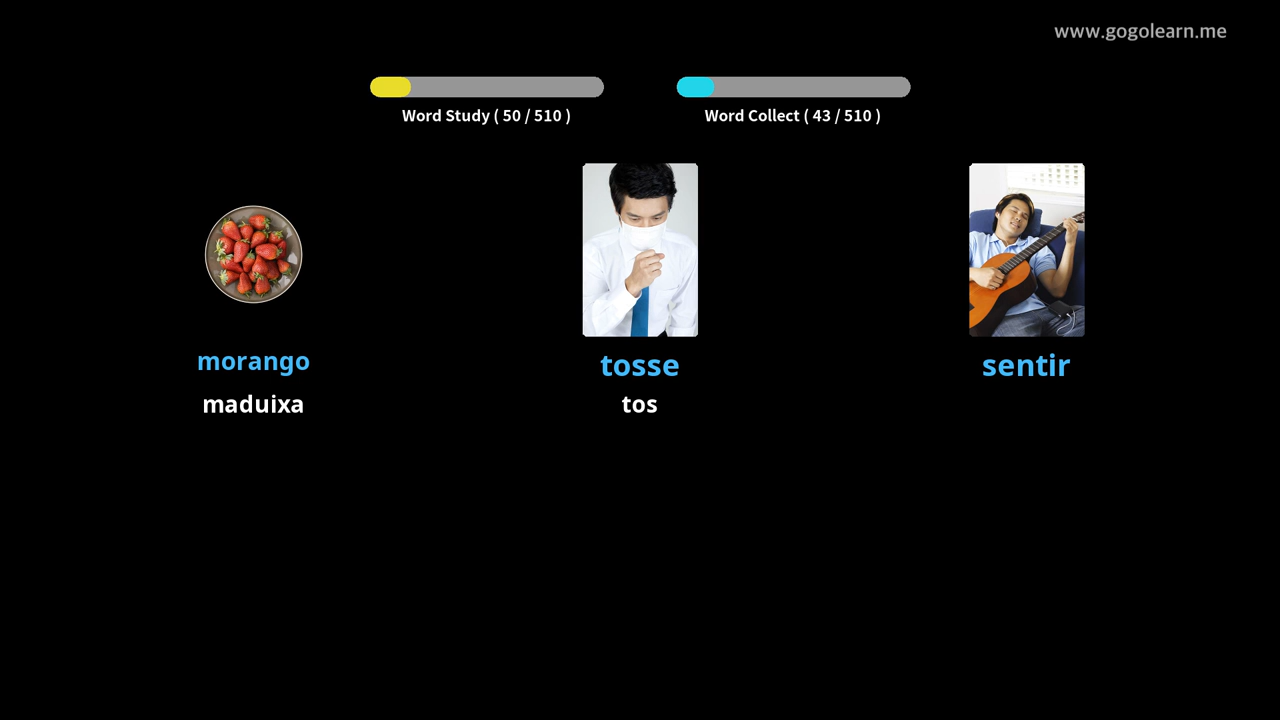 www.gogolearn.me
Word Study ( 50 / 510 )
Word Collect ( 43 / 510 )
morango
maduixa
tosse
tos
sentir